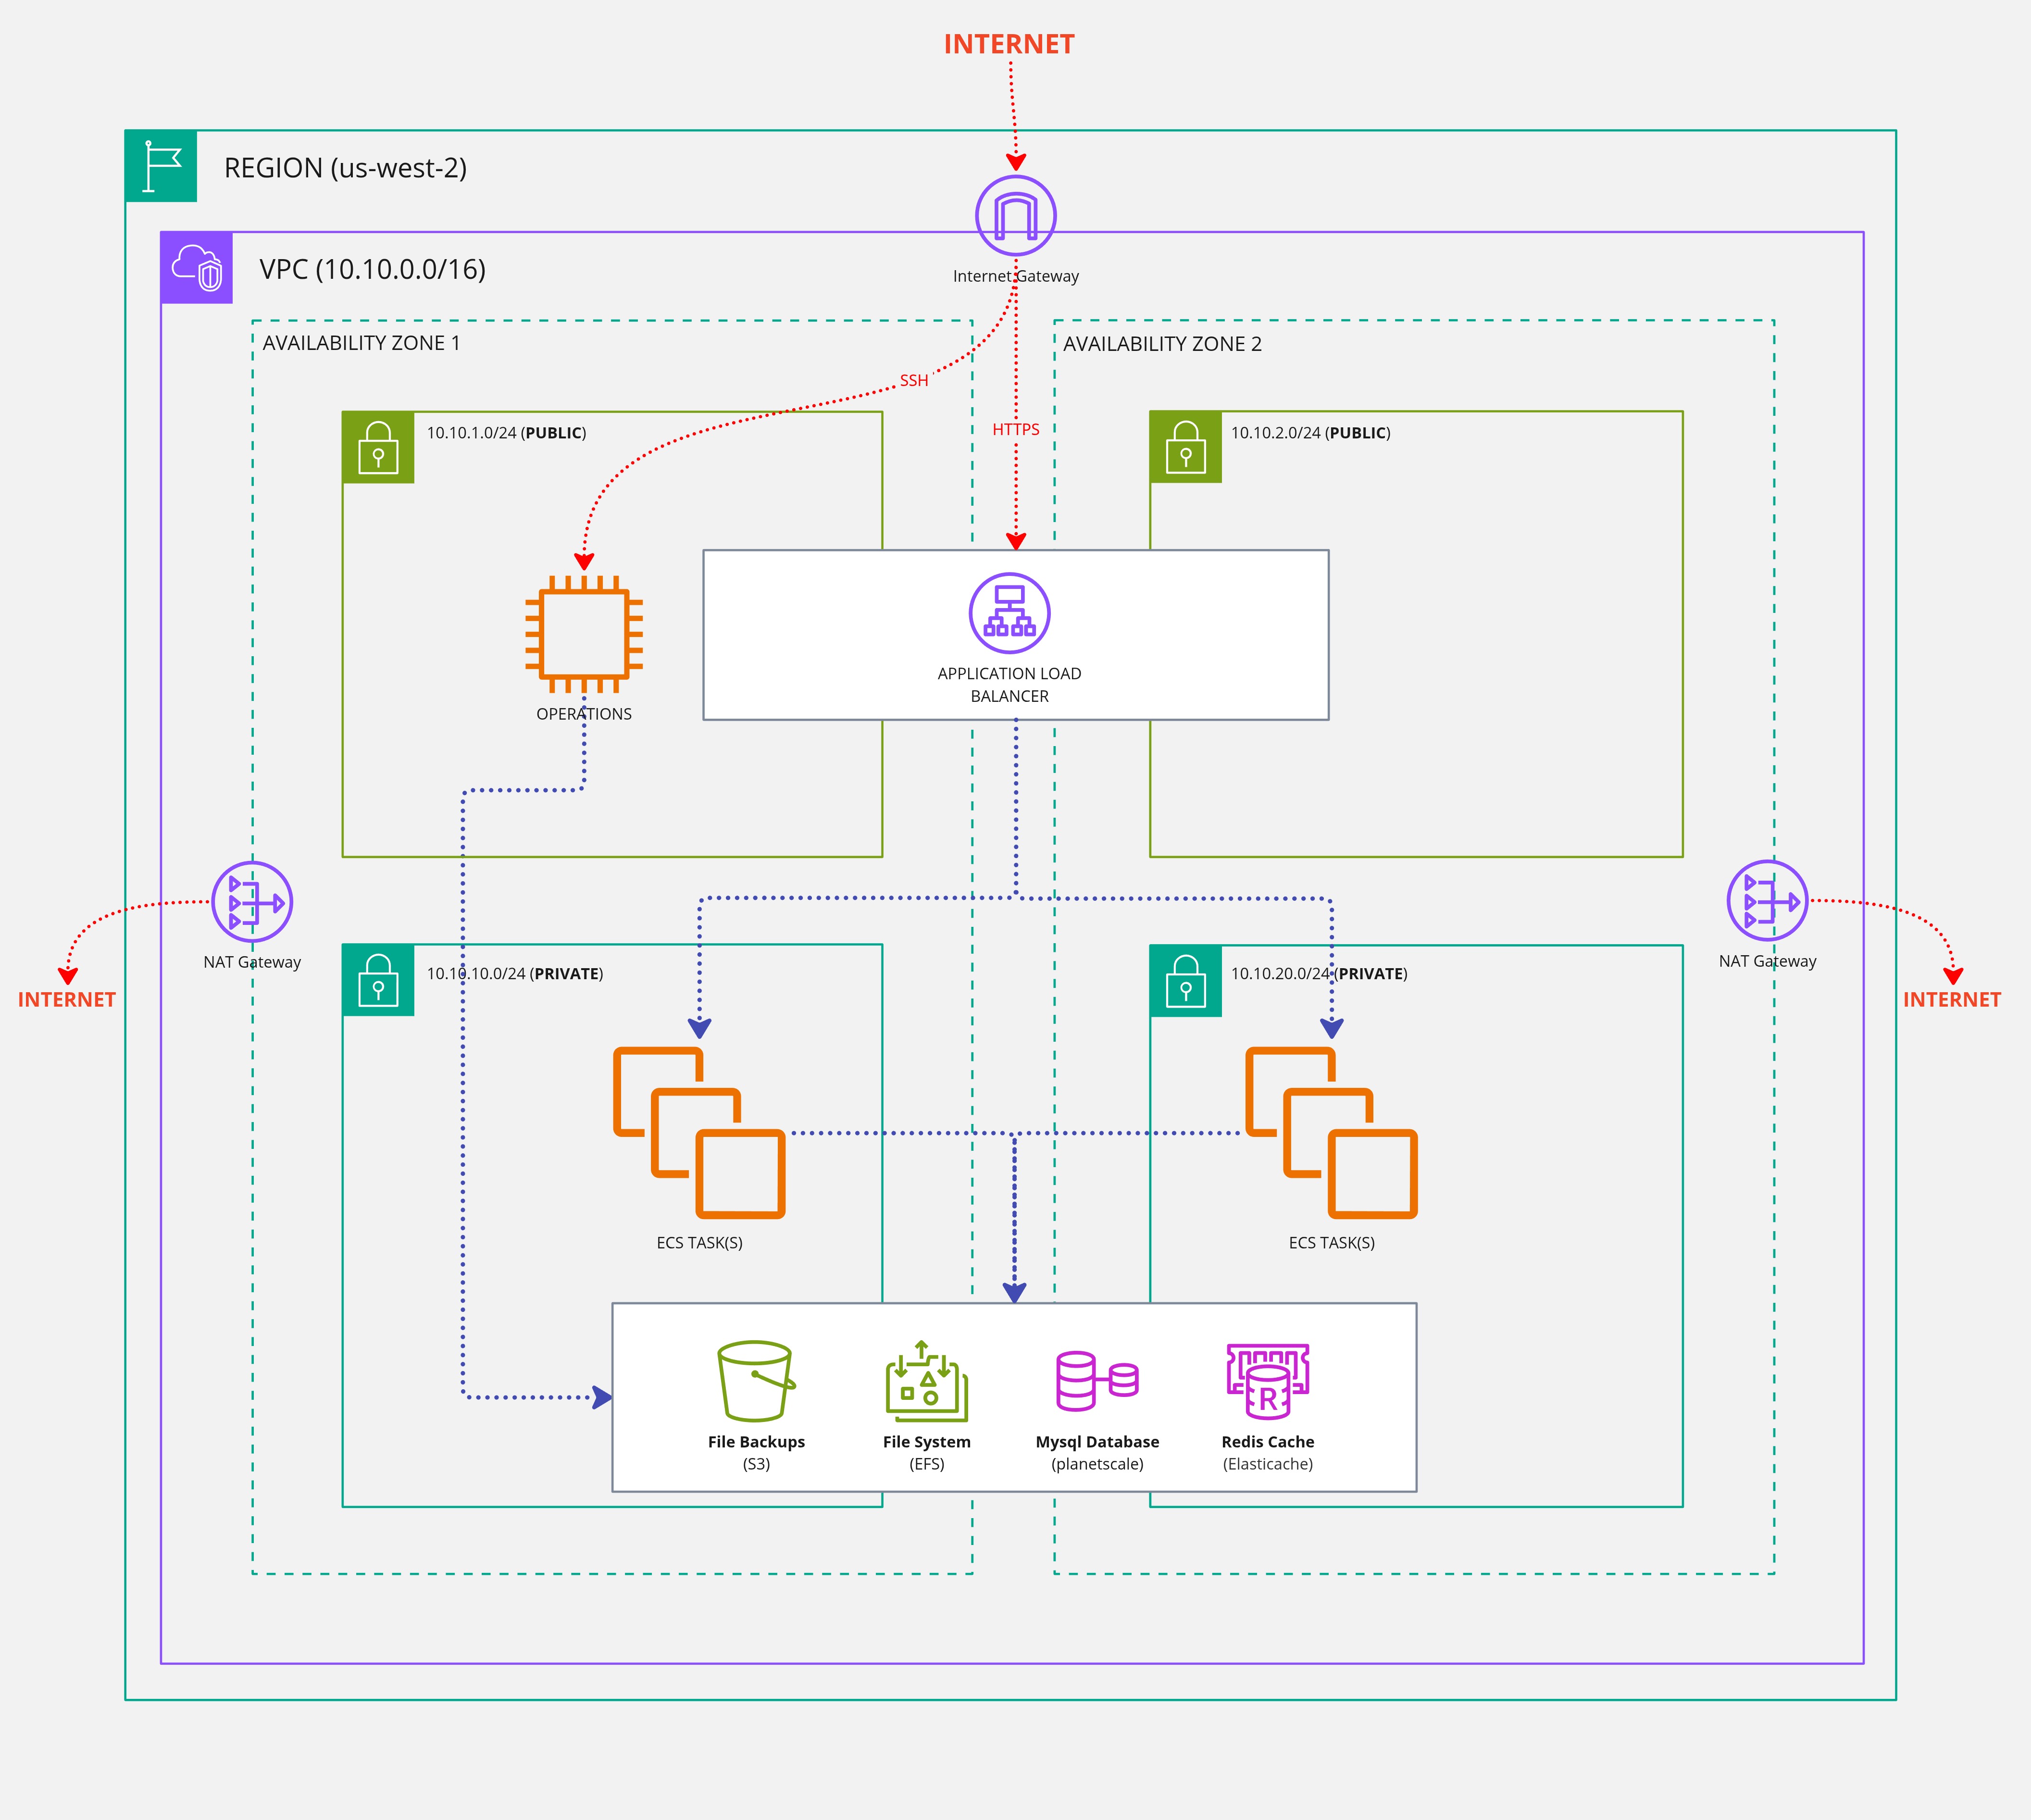 INTERNET
REGION (us-west-2)
VPC (10.10.0.0/16)
Internet Gateway
AVAILABILITY ZONE 1
AVAILABILITY ZONE 2
SSH
HTTPS
10.10.1.0/24 (PUBLIC)
10.10.2.0/24 (PUBLIC)
OPERATIONS
APPLICATION LOAD
BALANCER
NAT Gateway
NAT Gateway
INTERNET
INTERNET
10.10.10.0/24 (PRIVATE)
10.10.20.0/24 (PRIVATE)
ECS TASK(S)
ECS TASK(S)
R
File Backups
(S3)
File System
(EFS)
Mysql Database
(planetscale)
Redis Cache
(Elasticache)